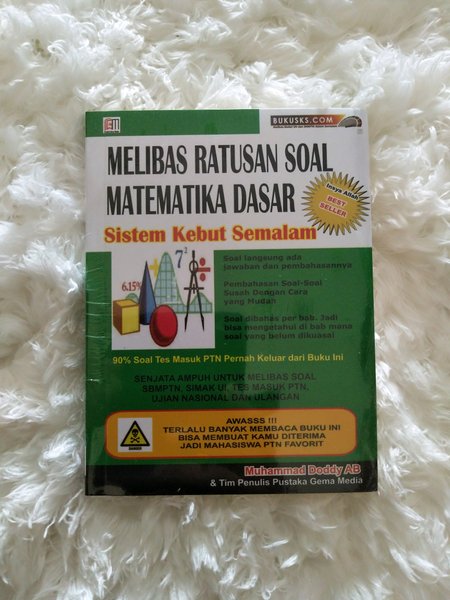 BUKUSKS.COM
MELIBAS RATUSAN SOAL
MATEMATIKA DASAR
Insya Allah
BEST
SELLER
Sistem Kebut Semalam
7²
6.15%
Soal langsung ada
jawaban dan pembahasannya
Pembahasan Soal-Soal
Susah Dengan Cara
yang Mudah
Soal dibahas per bab. Jadi
bisa mengetahui di bab mana
soal yang belum dikuasai
90% Soal Tes Masuk PTN Pernah Keluar dari Buku Ini
SENJATA AMPUH UNTUK MELIBAS SOAL
SBMPTN, SIMAK UI, TES MASUK PTN,
UJIAN NASIONAL DAN ULANGAN
DANGER
AWASSS !!!
TERLALU BANYAK MEMBACA BUKU INI
BISA MEMBUAT KAMU DITERIMA
JADI MAHASISWA PTN FAVORIT
Muhammad Doddy AB
& Tim Penulis Pustaka Gema Media